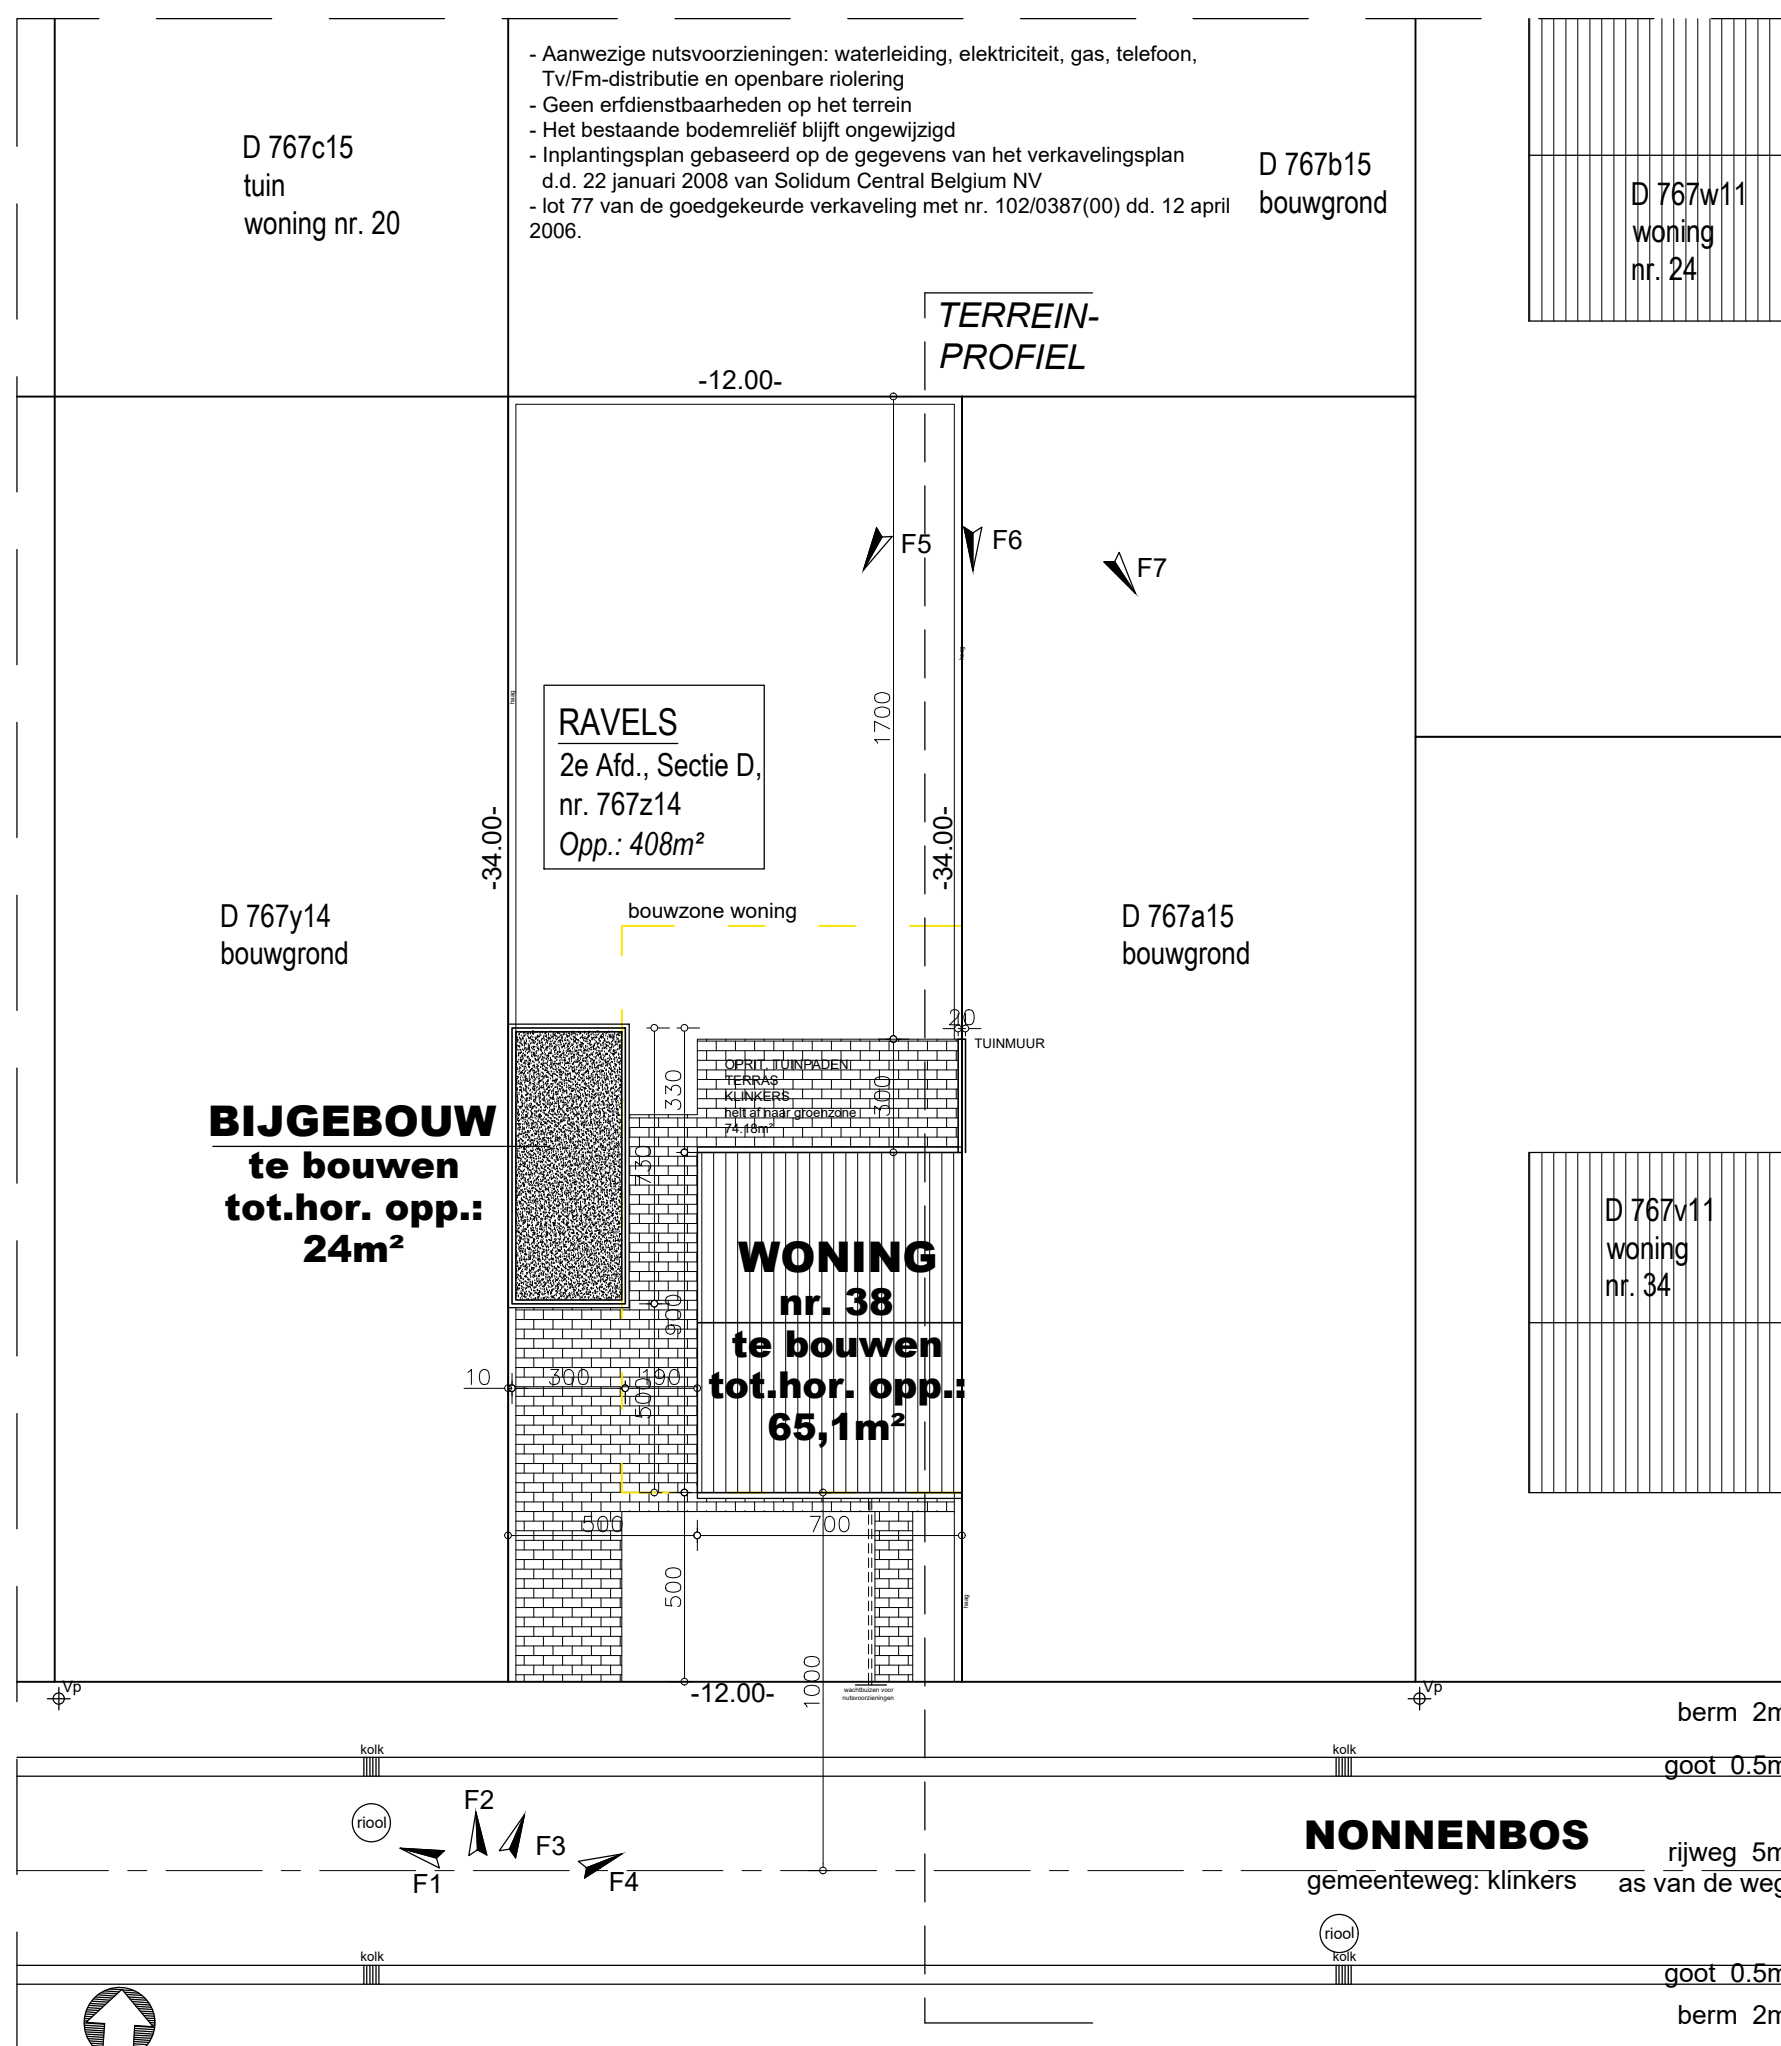 - Aanwezige nutsvoorzieningen: waterleiding, elektriciteit, gas, telefoon,
Tv/Fm-distributie en openbare riolering
- Geen erfdienstbaarheden op het terrein
- Het bestaande bodemreliëf blijft ongewijzigd
- Inplantingsplan gebaseerd op de gegevens van het verkavelingsplan
d.d. 22 januari 2008 van Solidum Central Belgium NV
- lot 77 van de goedgekeurde verkaveling met nr. 102/0387(00) dd. 12 april
2006.
D 767c15
tuin
woning nr. 20
D 767b15
bouwgrond
D 767w11
woning
nr. 24
TERREIN-
PROFIEL
-12.00-
F5
F6
F7
haag
haag
1700
RAVELS
2e Afd., Sectie D,
nr. 767z14
Opp.: 408m²
-34.00-
-34.00-
bouwzone woning
D 767y14
bouwgrond
D 767a15
bouwgrond
20
TUINMUUR
OPRIT, TUINPADEN
TERRAS
KLINKERS
helt af naar groenzone
74.18m²
330
300
730
BIJGEBOUW
te bouwen
tot.hor. opp.:
24m²
WONING
nr. 38
te bouwen
tot.hor. opp.:
65,1m²
D 767v11
woning
nr. 34
900
10
300
190
500
500
700
500
haag
1000
-12.00-
wachtbuizen voor
nutsvoorzieningen
Vp
Vp
berm 2m
kolk
kolk
goot 0.5m
riool
F2
F3
F1
F4
NONNENBOS
rijweg 5m
gemeenteweg: klinkers
as van de weg
riool
kolk
kolk
goot 0.5m
berm 2m